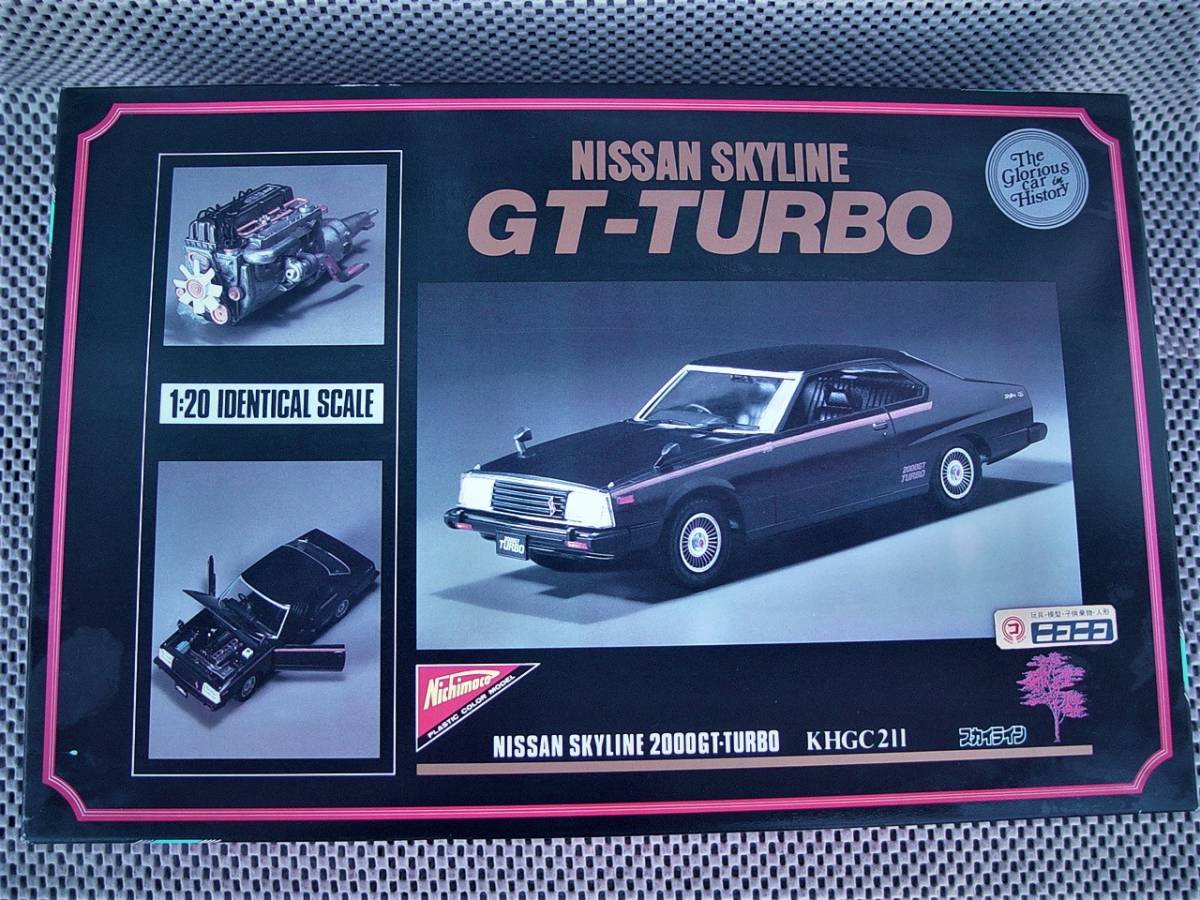 NISSAN SKYLINE
GT-TURBO
The
Glorious
car in
History
1:20 IDENTICAL SCALE
2000GT
TURBO
TURBO
玩具・模型・子供乗物・人形
ニコニコ
Nichimoco
PLASTIC COLOR MODEL
NISSAN SKYLINE 2000GT-TURBO KHGC211
スカイライン